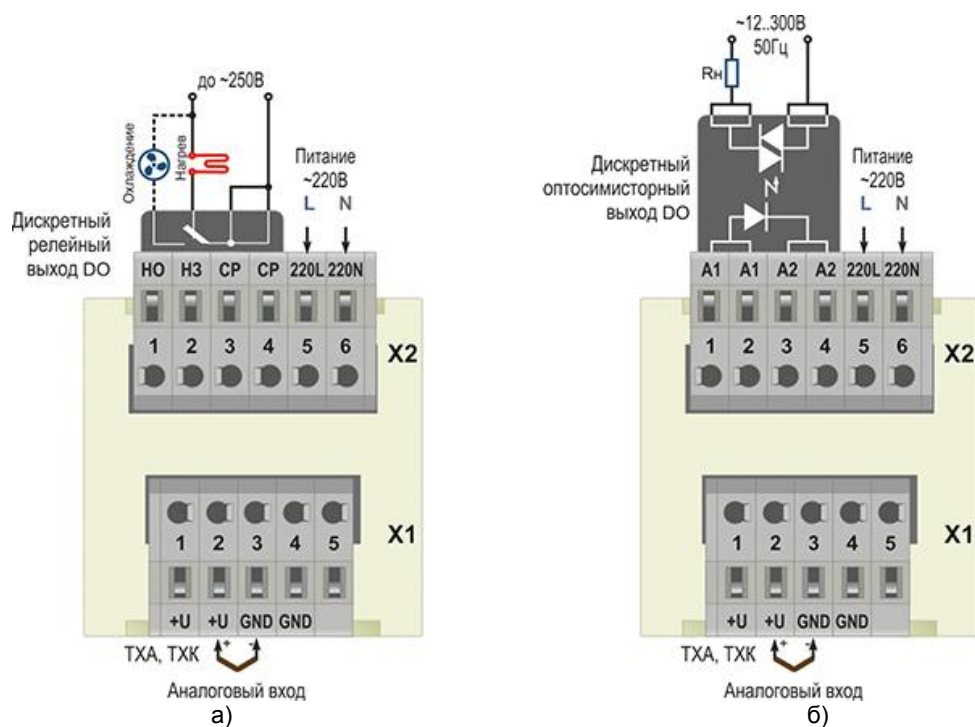 до ~250В
Охлаждение
Нагрев
Питание
~220В
L N
Дискретный
релейный
выход DO
НО НЗ СР СР 220L 220N
1 2 3 4 5 6
X2
1 2 3 4 5
X1
+U +U GND GND
+ -
ТХА, ТХК
Аналоговый вход
а)
~12..300В
50Гц
Rн
Дискретный
оптосимисторный
выход DO
Питание
~220В
L N
A1 A1 A2 A2 220L 220N
1 2 3 4 5 6
X2
1 2 3 4 5
X1
+U +U GND GND
+ -
ТХА, ТХК
Аналоговый вход
б)